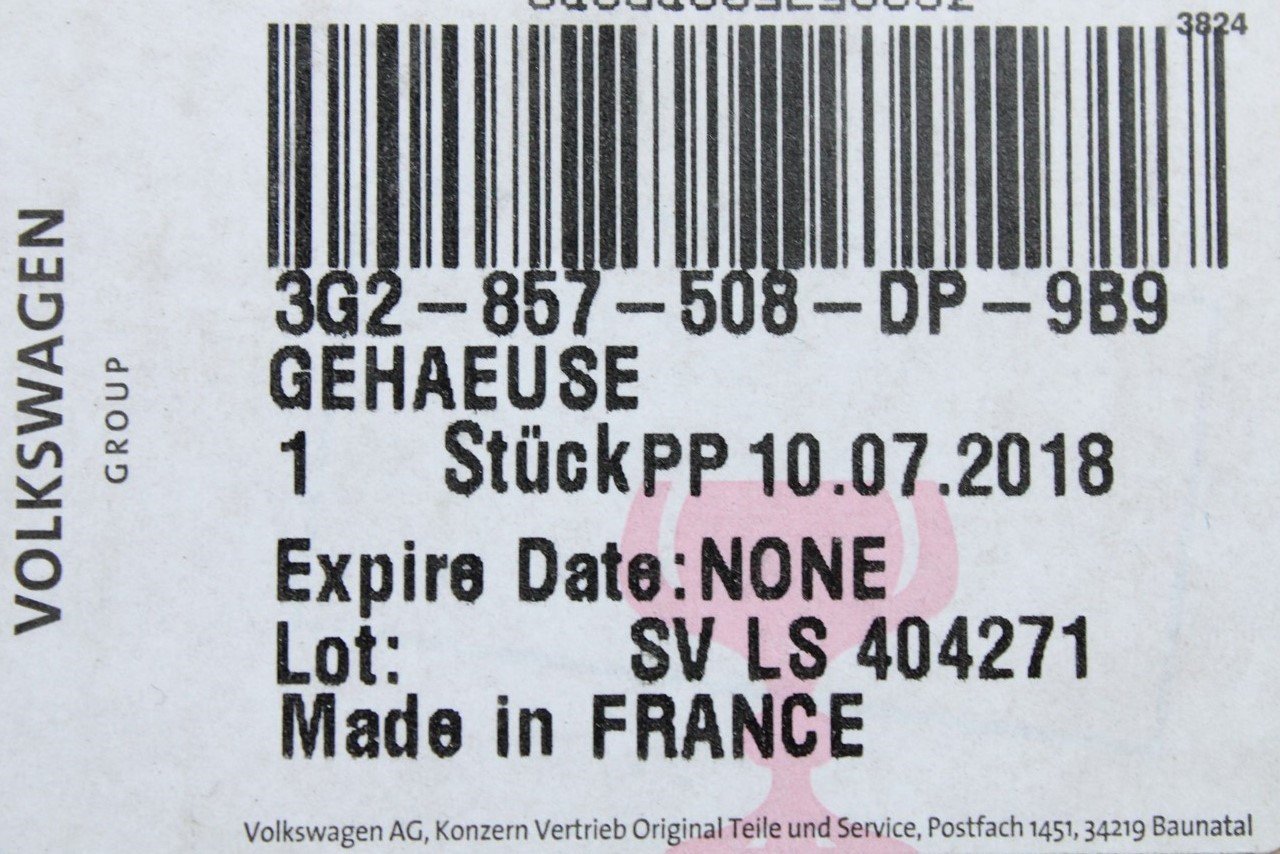 3824
3G2-857-508-DP-9B9
GEHAEUSE
1 Stück PP 10.07.2018
Expire Date: NONE
Lot: SV LS 404271
Made in FRANCE
Volkswagen AG, Konzern Vertrieb Original Teile und Service, Postfach 1451, 34219 Baunatal
VOLKSWAGEN
GROUP